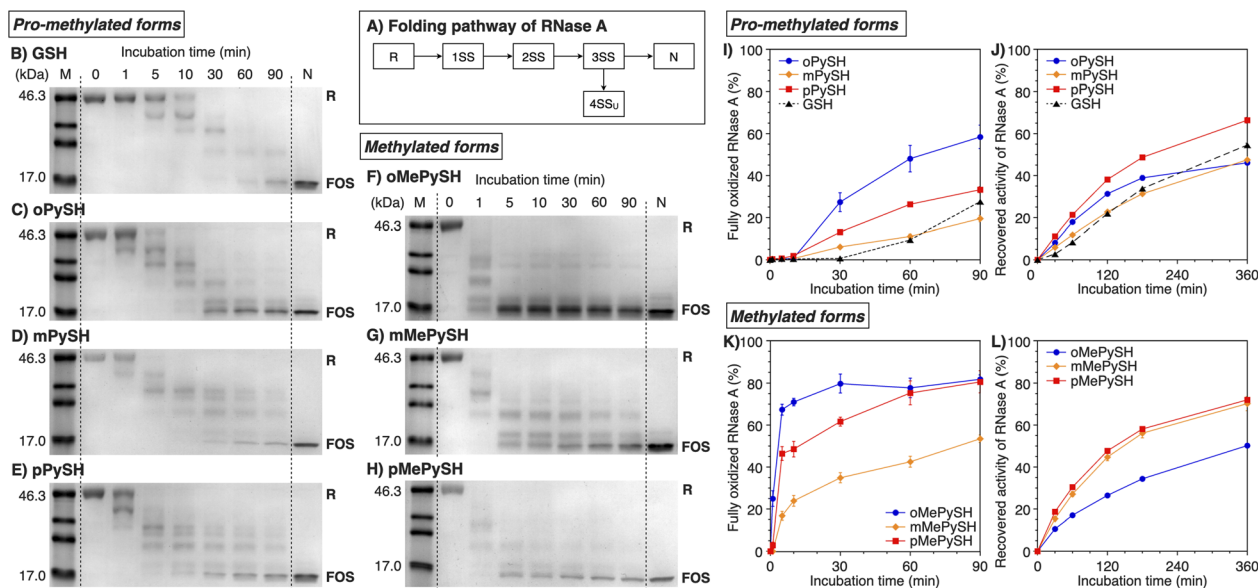 Pro-methylated forms
B) GSH
Incubation time (min)
(kDa) M 0 1 5 10 30 60 90 N
46.3
R
17.0
FOS
C) oPySH
46.3
R
17.0
FOS
D) mPySH
46.3
R
17.0
FOS
E) pPySH
46.3
R
17.0
FOS
A) Folding pathway of RNase A
R 1SS 2SS 3SS N
4SSU
Methylated forms
F) oMePySH
Incubation time (min)
(kDa) M 0 1 5 10 30 60 90 N
46.3
R
17.0
FOS
G) mMePySH
46.3
R
17.0
FOS
H) pMePySH
46.3
R
17.0
FOS
Pro-methylated forms
I)
Fully oxidized RNase A (%)
100
80
60
40
20
0
oPySH
mPySH
pPySH
GSH
0 30 60 90
Incubation time (min)
J)
Recovered activity of RNase A (%)
100
80
60
40
20
0
oPySH
mPySH
pPySH
GSH
0 120 240 360
Incubation time (min)
Methylated forms
K)
Fully oxidized RNase A (%)
100
80
60
40
20
0
oMePySH
mMePySH
pMePySH
0 30 60 90
Incubation time (min)
L)
Recovered activity of RNase A (%)
100
80
60
40
20
0
oMePySH
mMePySH
pMePySH
0 120 240 360
Incubation time (min)